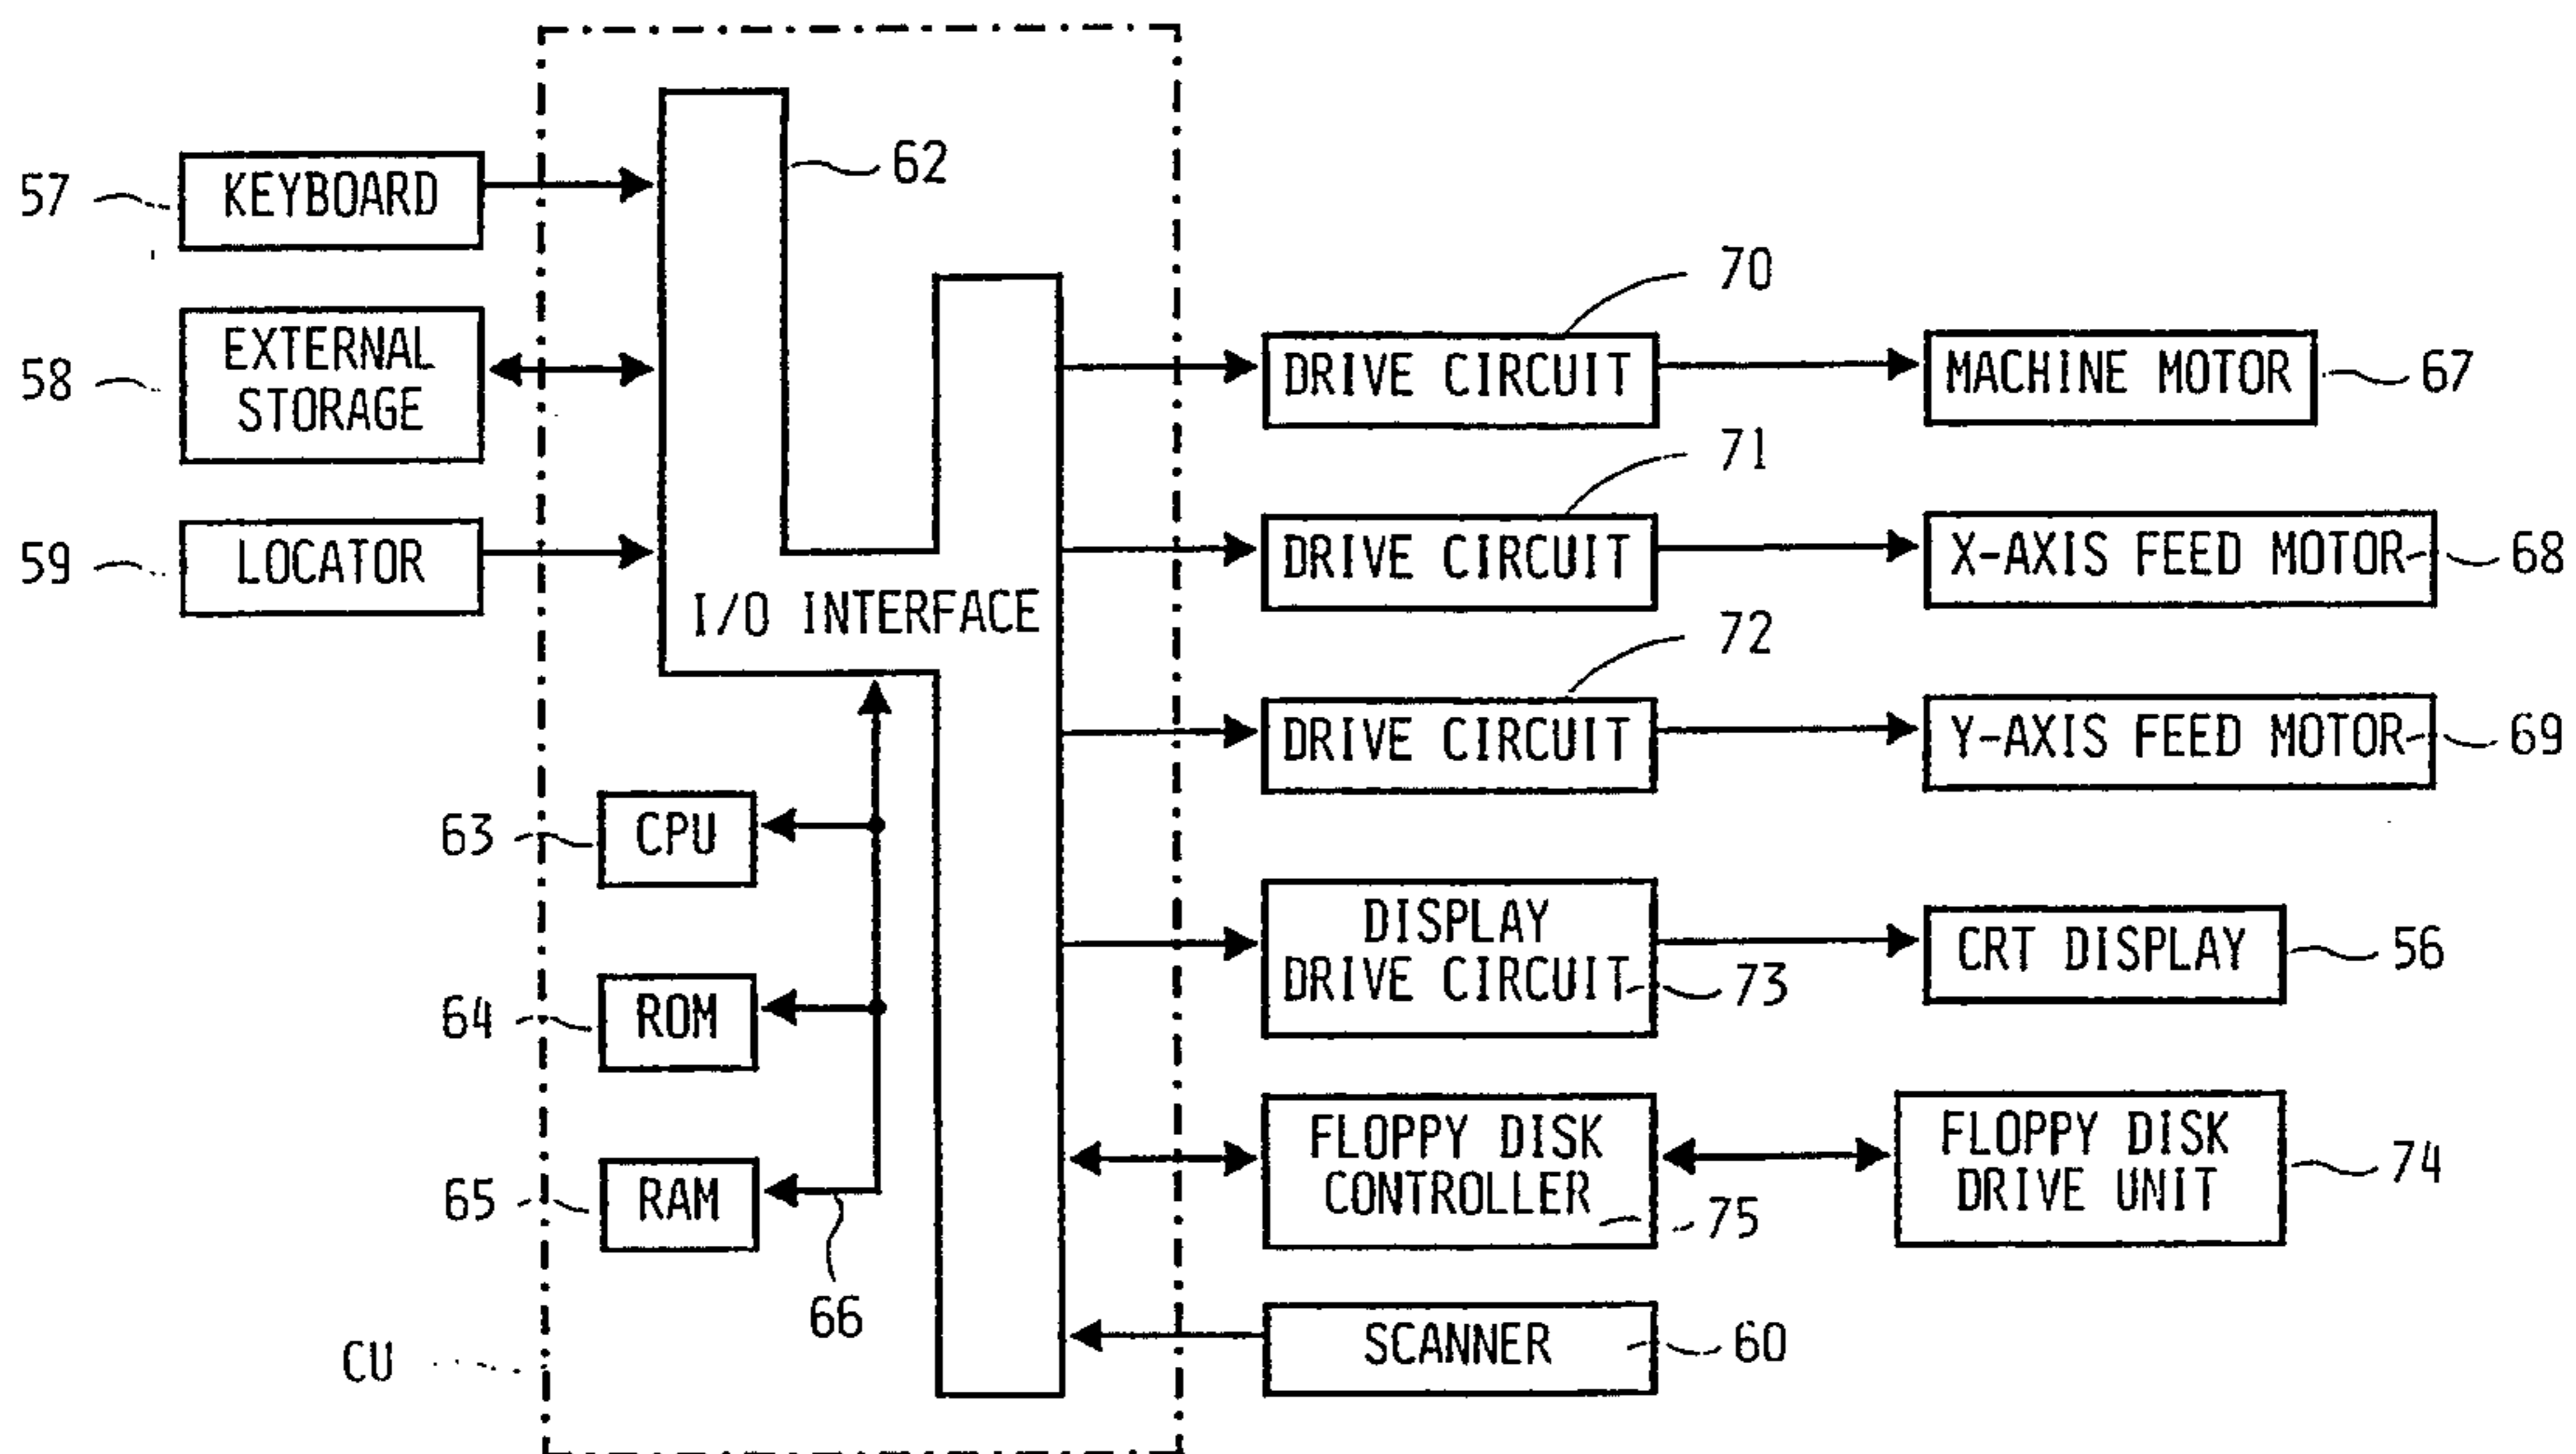 57
KEYBOARD
58
EXTERNAL
STORAGE
59
LOCATOR
62
I/O INTERFACE
63
CPU
64
ROM
65
RAM
66
CU
70
DRIVE CIRCUIT
MACHINE MOTOR
67
71
DRIVE CIRCUIT
X-AXIS FEED MOTOR
68
72
DRIVE CIRCUIT
Y-AXIS FEED MOTOR
69
DISPLAY
DRIVE CIRCUIT
73
CRT DISPLAY
56
FLOPPY DISK
CONTROLLER
75
FLOPPY DISK
DRIVE UNIT
74
SCANNER
60